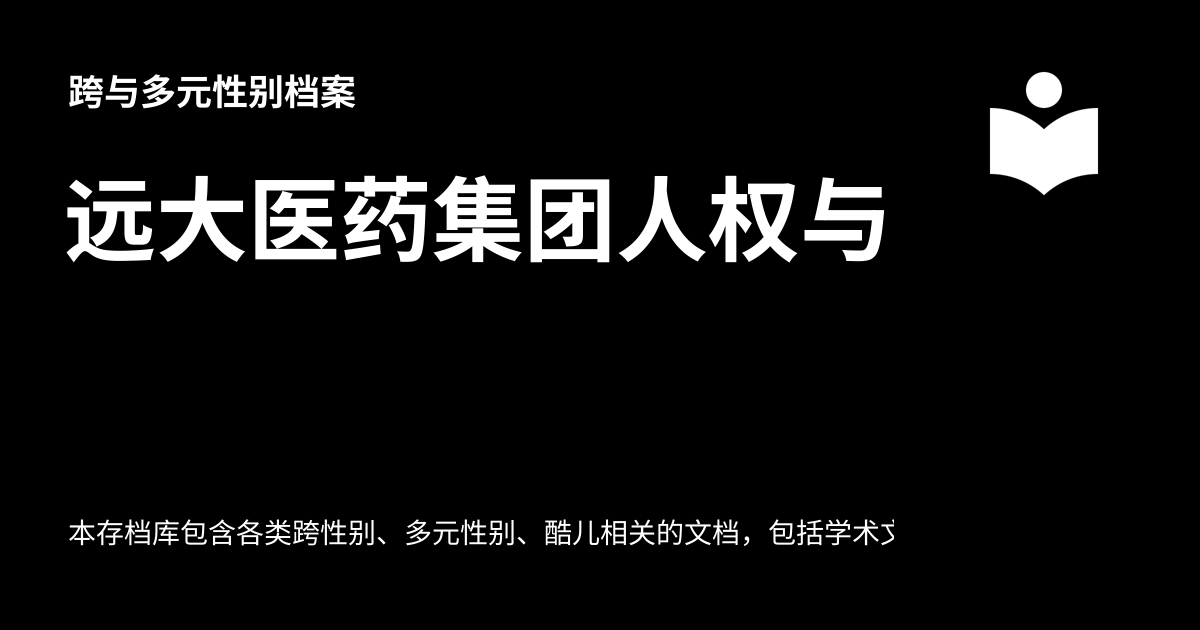 跨与多元性别档案
远大医药集团人权与
本存档库包含各类跨性别、多元性别、酷儿相关的文档，包括学术